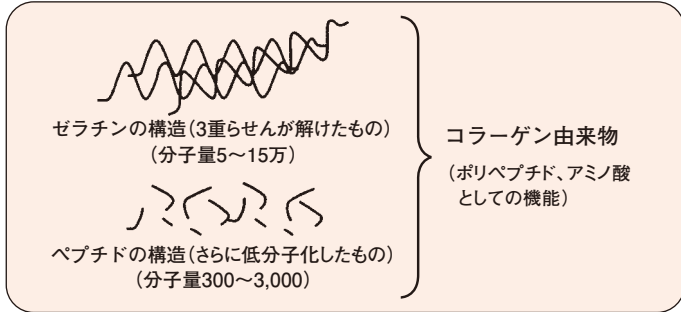 ゼラチンの構造(3重らせんが解けたもの)
(分子量5～15万)
ペプチドの構造(さらに低分子化したもの)
(分子量300～3,000)
コラーゲン由来物
(ポリペプチド、アミノ酸
としての機能)